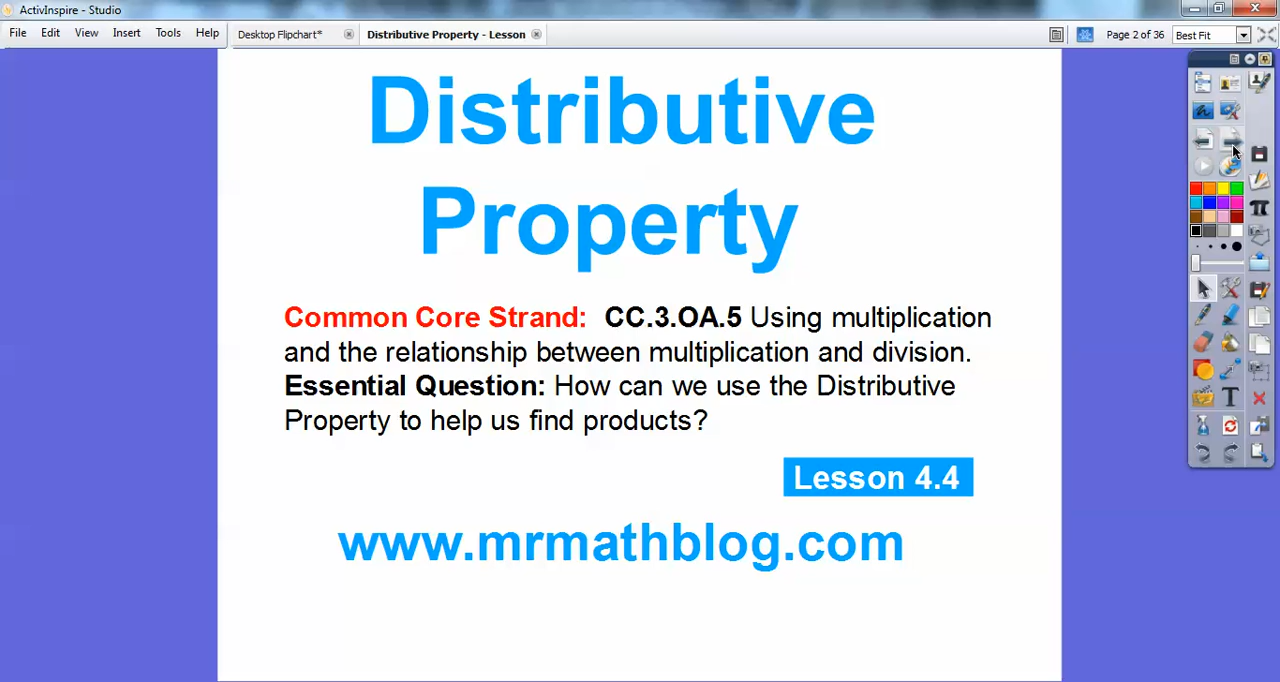 ActivInspire - Studio
File Edit View Insert Tools Help
Desktop Flipchart* Distributive Property - Lesson Page 2 of 36 Best Fit
Distributive
Property
Common Core Strand: CC.3.OA.5 Using multiplication
and the relationship between multiplication and division.
Essential Question: How can we use the Distributive
Property to help us find products?
Lesson 4.4
www.mrmathblog.com